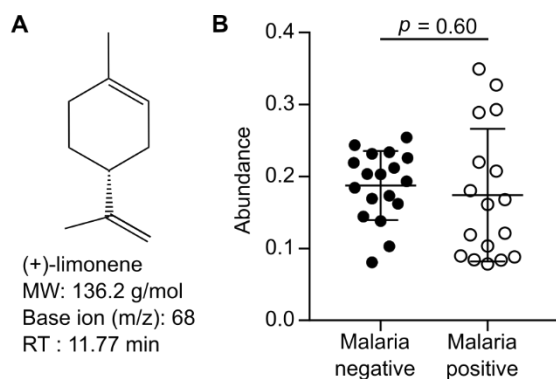 A
(+)-limonene
MW: 136.2 g/mol
Base ion (m/z): 68
RT : 11.77 min
B
p = 0.60
Abundance
0.4
0.3
0.2
0.1
0.0
Malaria
negative
Malaria
positive